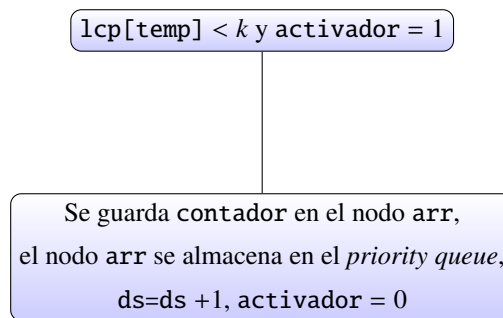 lcp[temp] < k y activador = 1
Se guarda contador en el nodo arr,
el nodo arr se almacena en el priority queue,
ds=ds +1, activador = 0